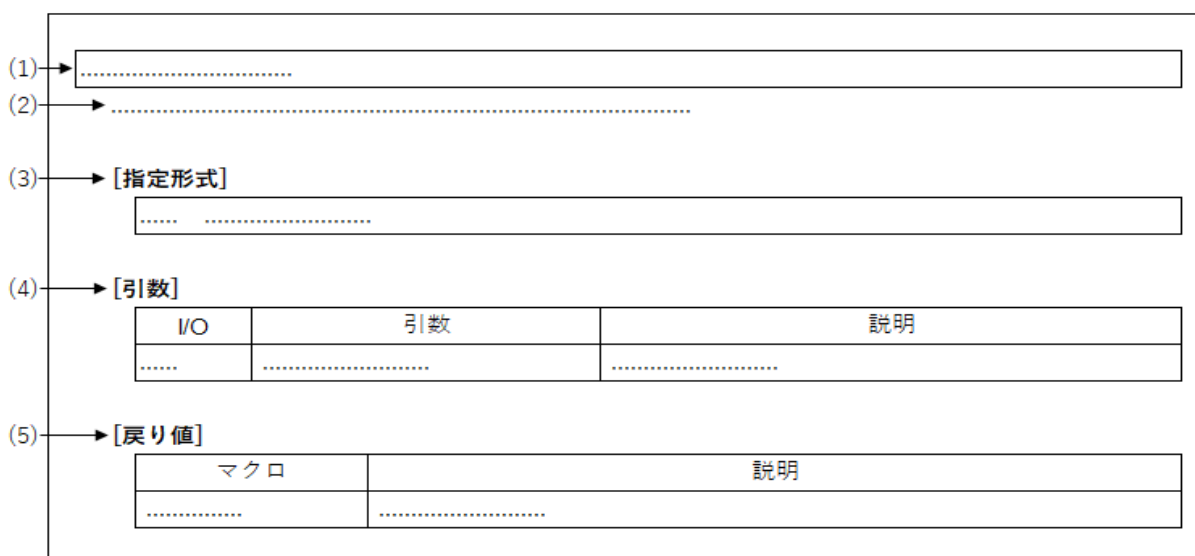 (1) ................................
(2) ........................................................................................
(3) [指定形式]
...... .........................
(4) [引数]
I/O 引数 説明
...... ......................... .........................
(5) [戻り値]
マクロ 説明
............... .........................